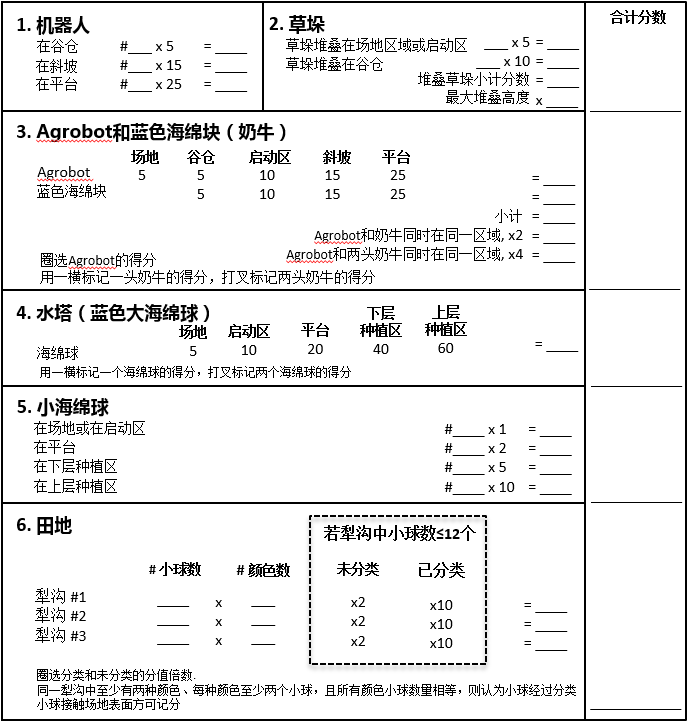 合计分数
1. 机器人
在谷仓 #___ x 5 = ____
在斜坡 #___ x 15 = ____
在平台 #___ x 25 = ____
2. 草垛
草垛堆叠在场地区域或启动区 ___ x 5 = ____
草垛堆叠在谷仓 ___ x 10 = ____
堆叠草垛小计分数 = ____
最大堆叠高度 x ____
3. Agrobot和蓝色海绵块（奶牛）
场地 谷仓 启动区 斜坡 平台
Agrobot 5 5 10 15 25 = ____
蓝色海绵块 5 10 15 25 = ____
小计 = ____
Agrobot和奶牛同时在同一区域, x2 = ____
Agrobot和两头奶牛同时在同一区域, x4 = ____
圈选Agrobot的得分
用一横标记一头奶牛的得分，打叉标记两头奶牛的得分
4. 水塔（蓝色大海绵球）
场地 启动区 平台 下层种植区 上层种植区
海绵球 5 10 20 40 60 = ____
用一横标记一个海绵球的得分，打叉标记两个海绵球的得分
5. 小海绵球
在场地或在启动区 #____ x 1 = ____
在平台 #____ x 2 = ____
在下层种植区 #____ x 5 = ____
在上层种植区 #____ x 10 = ____
6. 田地
若犁沟中小球数≤12个
# 小球数 # 颜色数 未分类 已分类
犁沟 #1 ____ x ___ x2 x10 = ____
犁沟 #2 ____ x ___ x2 x10 = ____
犁沟 #3 ____ x ___ x2 x10 = ____
圈选分类和未分类的分值倍数.
同一犁沟中至少有两种颜色、每种颜色至少两个小球，且所有颜色小球数量相等，则认为小球经过分类
小球接触场地表面方可记分